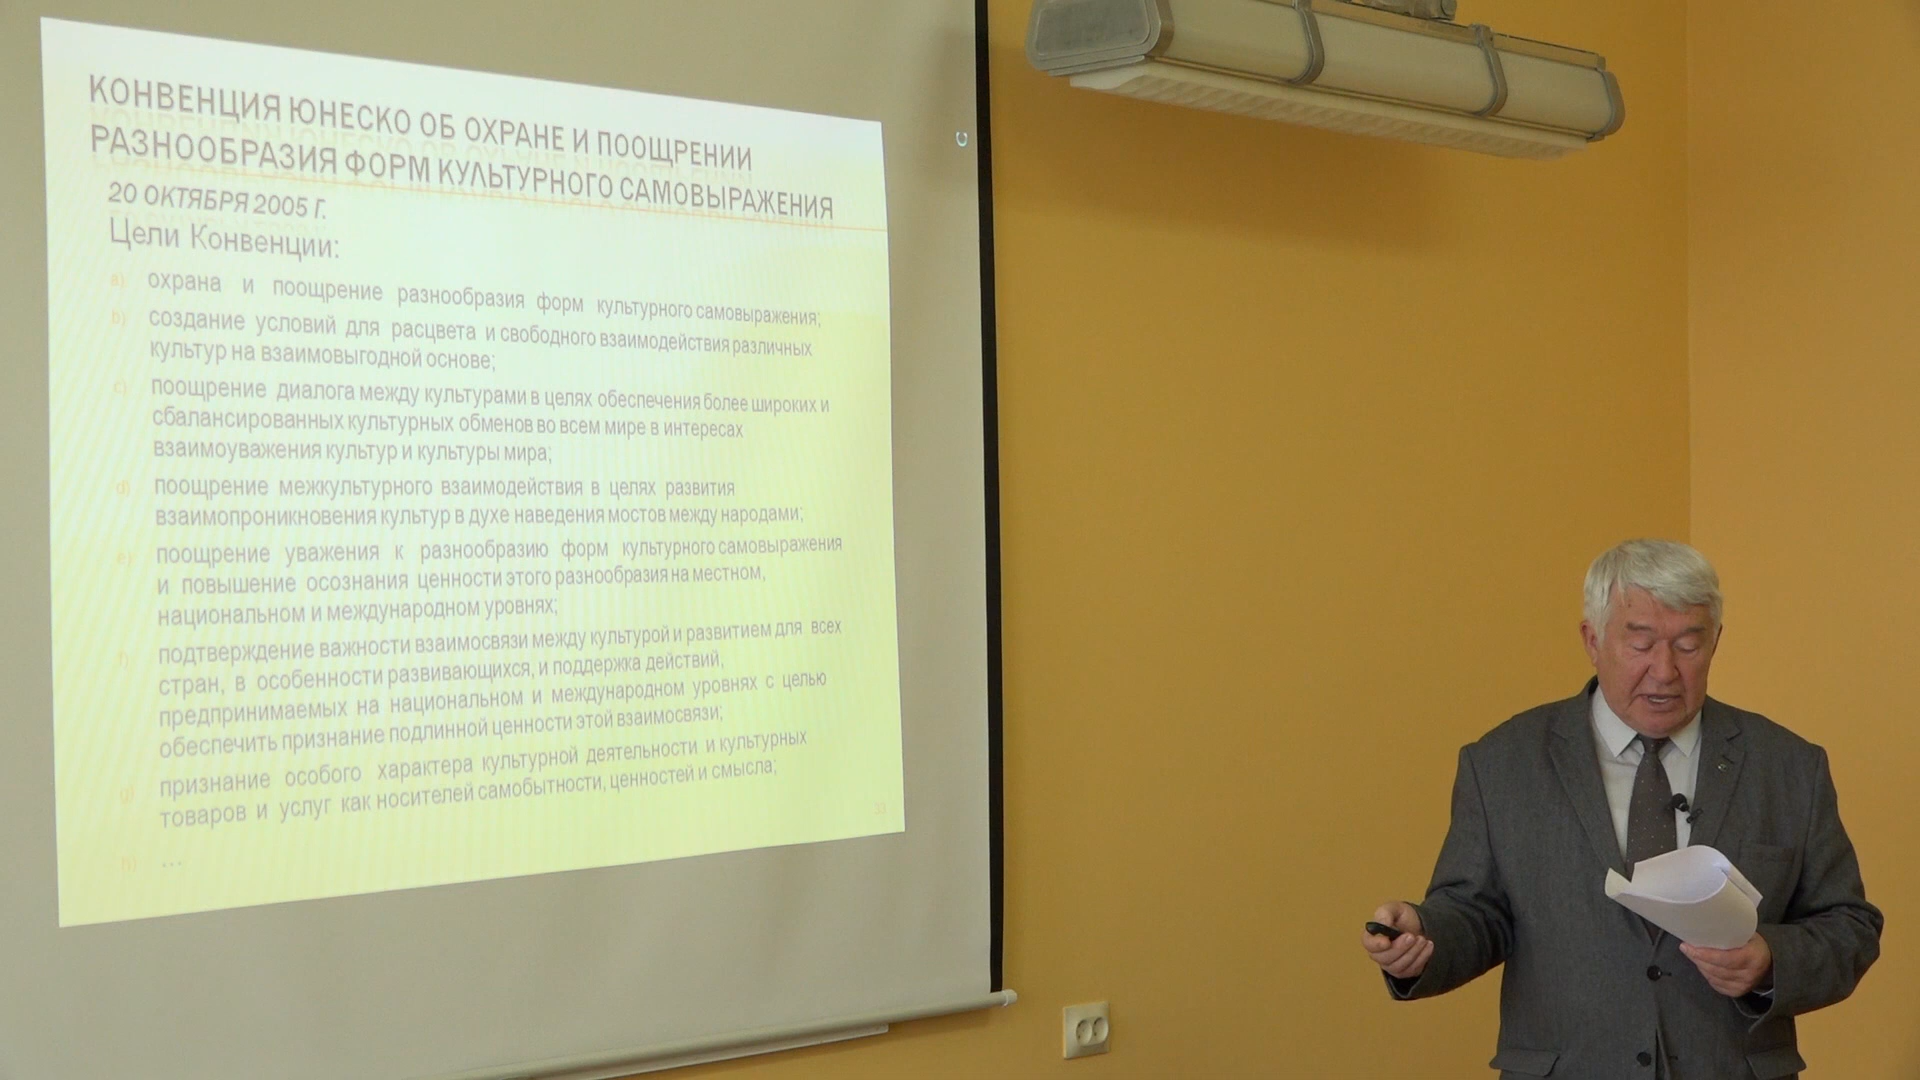 КОНВЕНЦИЯ ЮНЕСКО ОБ ОХРАНЕ И ПООЩРЕНИИ
РАЗНООБРАЗИЯ ФОРМ КУЛЬТУРНОГО САМОВЫРАЖЕНИЯ
20 ОКТЯБРЯ 2005 Г.
Цели Конвенции:
a) охрана и поощрение разнообразия форм культурного самовыражения;
b) создание условий для расцвета и свободного взаимодействия различных
культур на взаимовыгодной основе;
c) поощрение диалога между культурами в целях обеспечения более широких и
сбалансированных культурных обменов во всем мире в интересах
взаимоуважения культур и культуры мира;
d) поощрение межкультурного взаимодействия в целях развития
взаимопроникновения культур в духе наведения мостов между народами;
e) поощрение уважения к разнообразию форм культурного самовыражения
и повышение осознания ценности этого разнообразия на местном,
национальном и международном уровнях;
f) подтверждение важности взаимосвязи между культурой и развитием для всех
стран, в особенности развивающихся, и поддержка действий,
предпринимаемых на национальном и международном уровнях с целью
обеспечить признание подлинной ценности этой взаимосвязи;
g) признание особого характера культурной деятельности и культурных
товаров и услуг как носителей самобытности, ценностей и смысла;
h) ...